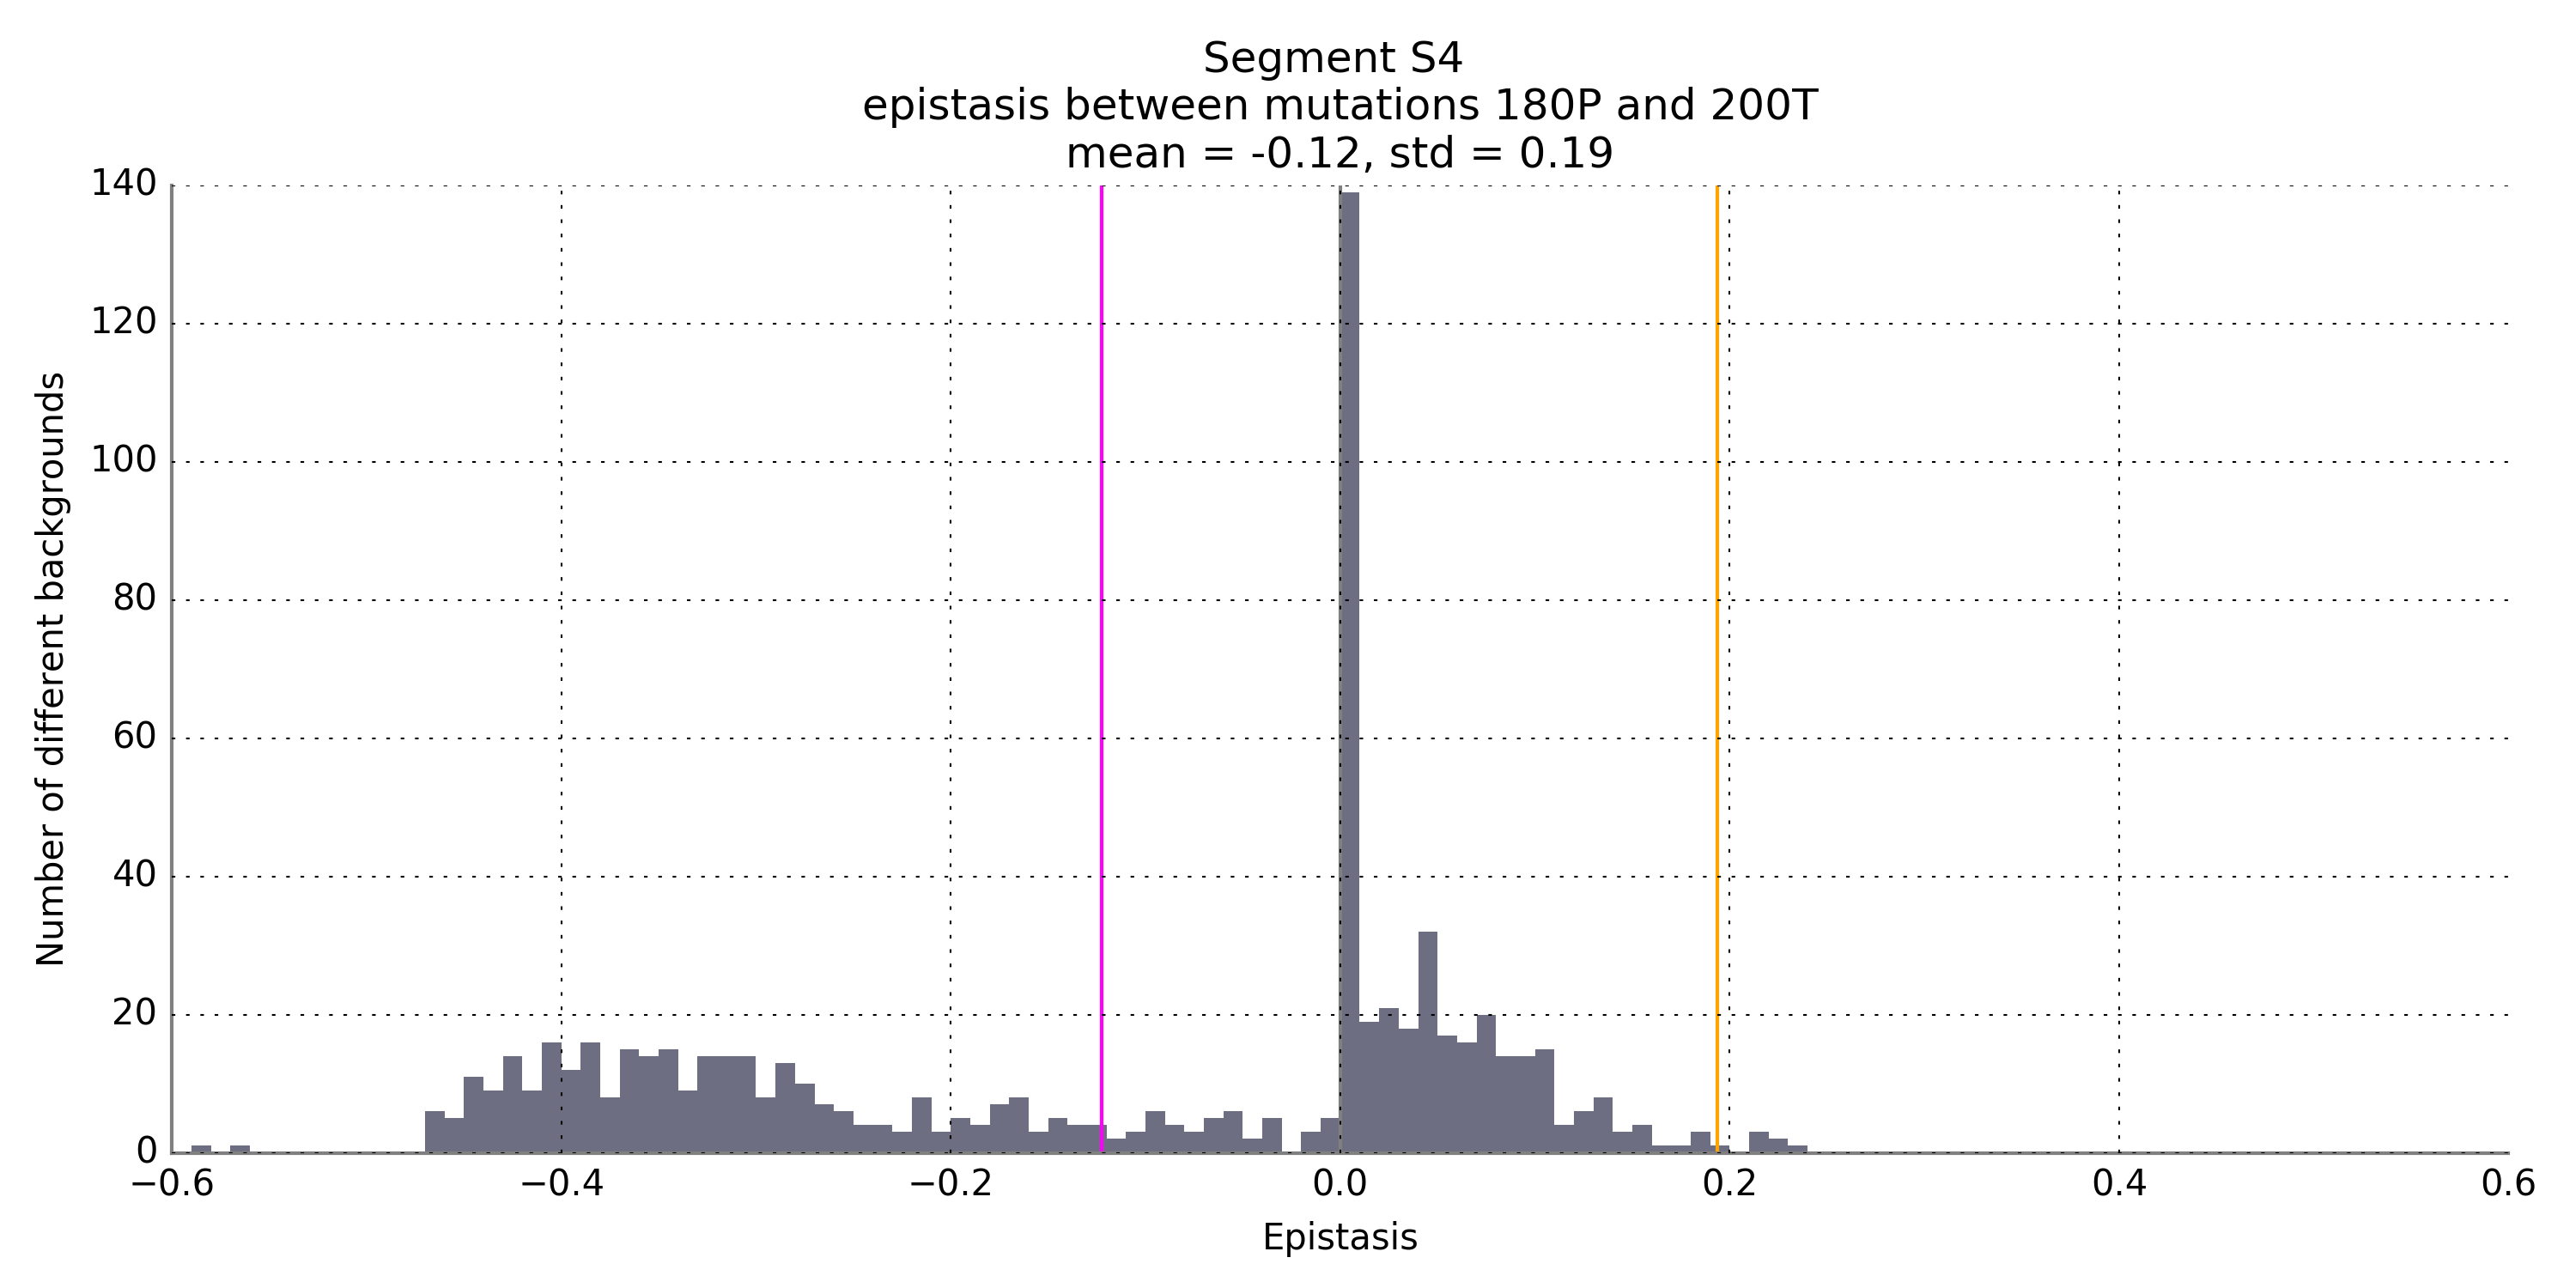 Segment S4
epistasis between mutations 180P and 200T
mean = -0.12, std = 0.19
140
120
100
80
60
40
20
0
Number of different backgrounds
−0.6 −0.4 −0.2 0.0 0.2 0.4 0.6
Epistasis